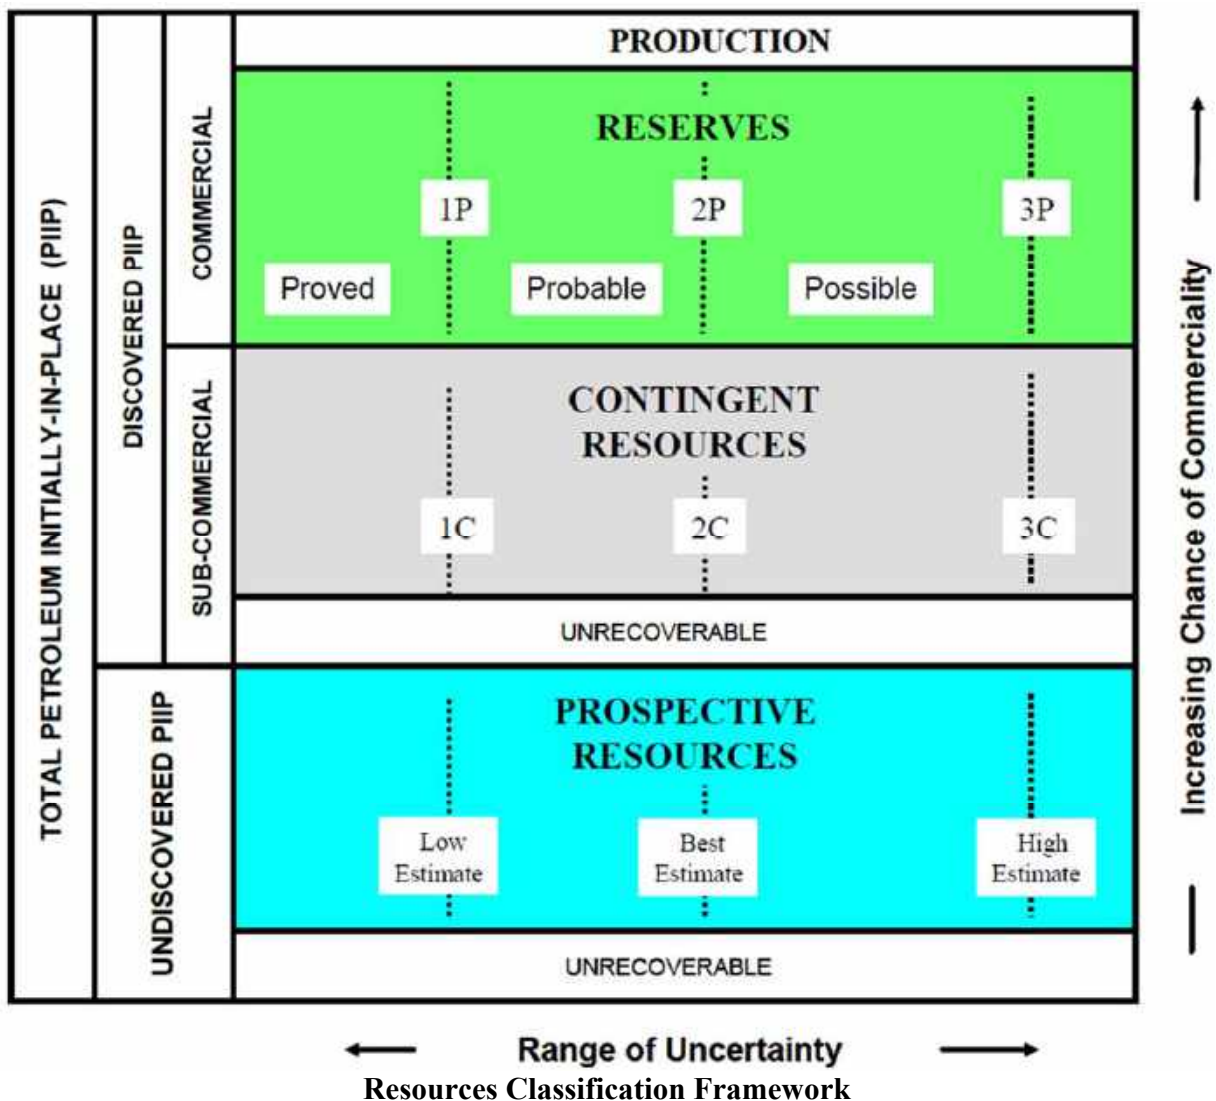 TOTAL PETROLEUM INITIALLY-IN-PLACE (PIIP)
DISCOVERED PIIP
COMMERCIAL
PRODUCTION
RESERVES
1P
2P
3P
Proved
Probable
Possible
SUB-COMMERCIAL
CONTINGENT
RESOURCES
1C
2C
3C
UNRECOVERABLE
UNDISCOVERED PIIP
PROSPECTIVE
RESOURCES
Low
Estimate
Best
Estimate
High
Estimate
UNRECOVERABLE
Increasing Chance of Commerciality
Range of Uncertainty
Resources Classification Framework